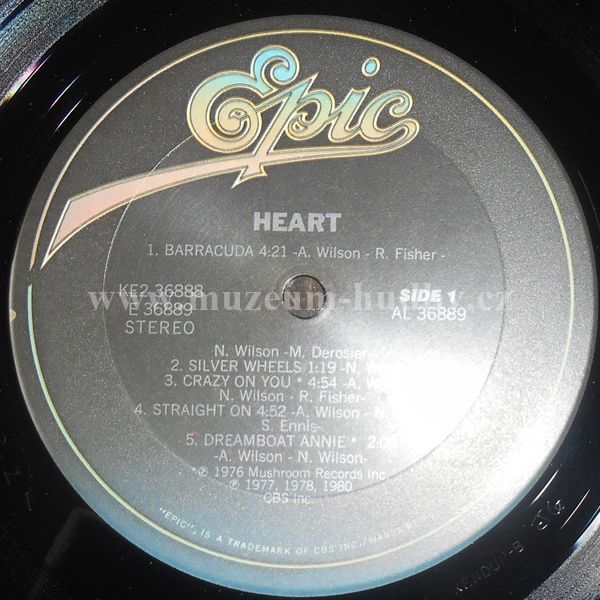 Epic
HEART
1. BARRACUDA 4:21 -A. Wilson - R. Fisher -
KE2 36888
E 36889
STEREO
SIDE 1
AL 36889
www.muzeum-hudby.cz
N. Wilson -M. Derosier-
2. SILVER WHEELS 1:19 -N.
3. CRAZY ON YOU * 4:54 -A.
N. Wilson - R. Fisher-
4. STRAIGHT ON 4:52 -A. Wilson -
S. Ennis-
5. DREAMBOAT ANNIE *
-A. Wilson - N. Wilson-
*℗ 1976 Mushroom Records Inc.
℗ 1977, 1978, 1980
CBS Inc.
"EPIC", IS A TRADEMARK OF CBS INC.